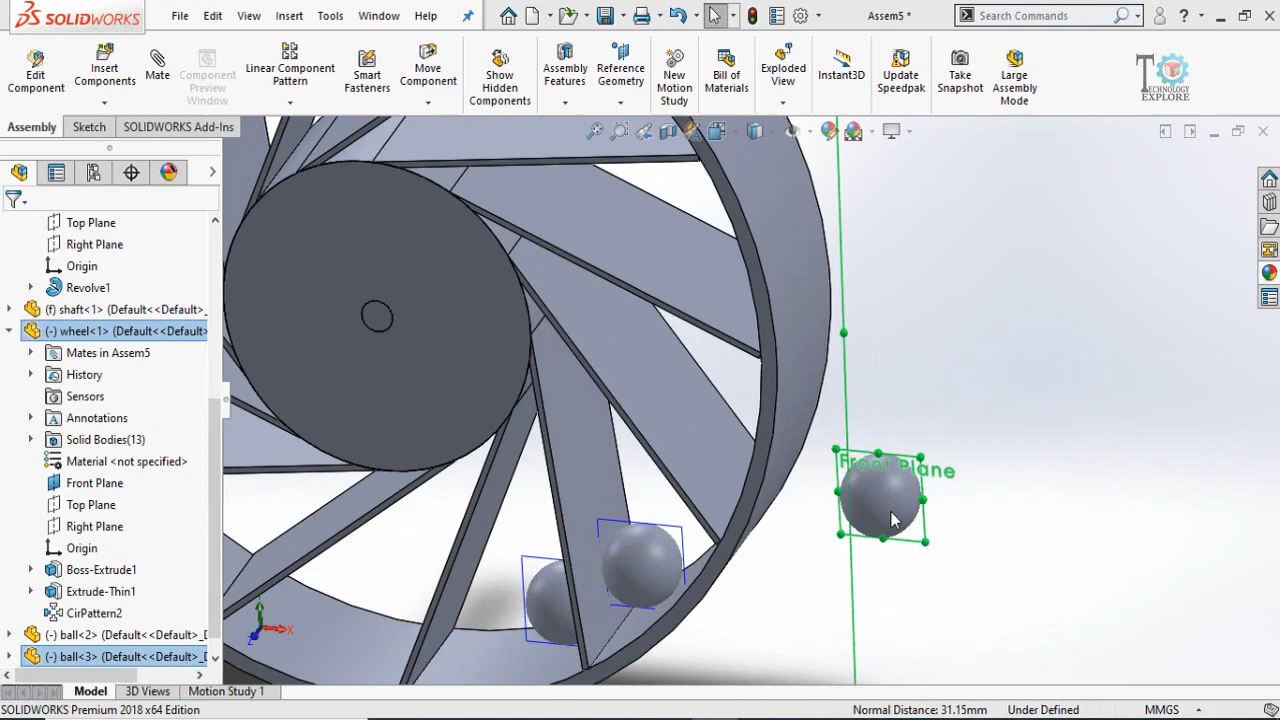 SOLIDWORKS
File Edit View Insert Tools Window Help
Assem5 *
Search Commands
?
Edit Component
Insert Components
Mate
Component Preview Window
Linear Component Pattern
Smart Fasteners
Move Component
Show Hidden Components
Assembly Features
Reference Geometry
New Motion Study
Bill of Materials
Exploded View
Instant3D
Update Speedpak
Take Snapshot
Large Assembly Mode
TECHNOLOGY
EXPLORE
Assembly Sketch SOLIDWORKS Add-Ins
Top Plane
Right Plane
Origin
Revolve1
(f) shaft<1> (Default<<Default>_
(-) wheel<1> (Default<<Default>
Mates in Assem5
History
Sensors
Annotations
Solid Bodies(13)
Material <not specified>
Front Plane
Top Plane
Right Plane
Origin
Boss-Extrude1
Extrude-Thin1
CirPattern2
(-) ball<2> (Default<<Default>_D
(-) ball<3> (Default<<Default>_D
Front Plane
Y
X
Z
Model 3D Views Motion Study 1
SOLIDWORKS Premium 2018 x64 Edition
Normal Distance: 31.15mm Under Defined MMGS